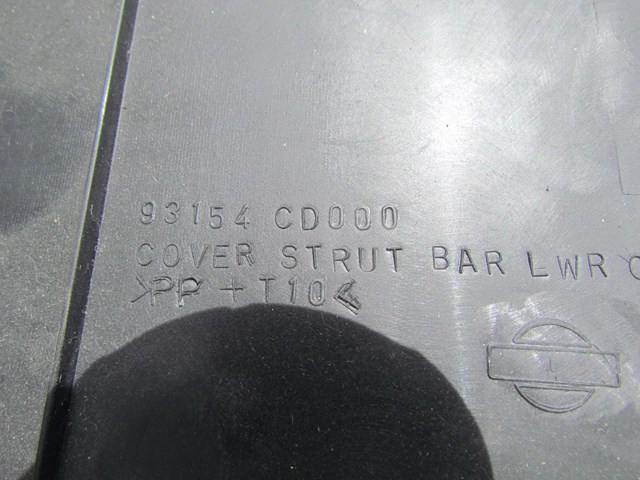 93154 CD000
COVER STRUT BAR LWR
>PP+T10<